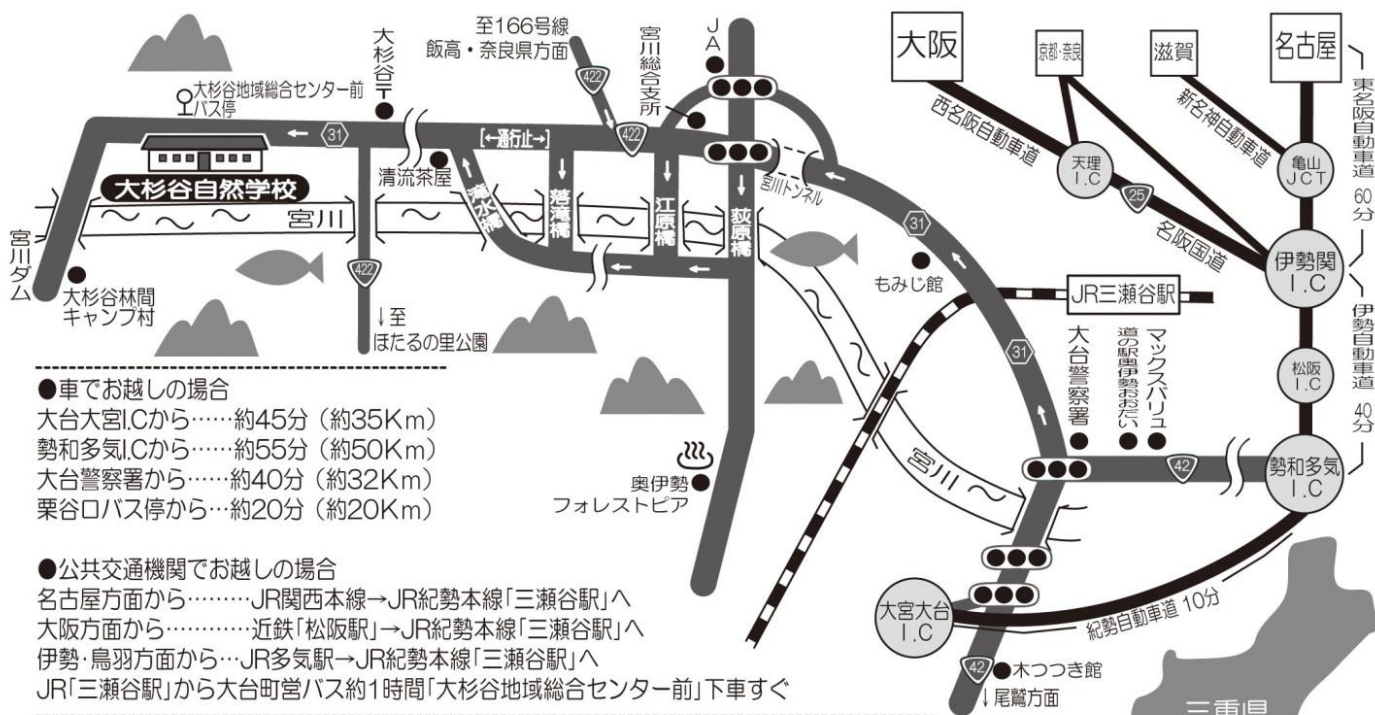 至166号線
飯高・奈良県方面
422
大杉谷〒
大杉谷地域総合センター前
バス停
31
宮川総合支所
JA
[←通行止→]
422
清流茶屋
大杉谷自然学校
宮川
滝水橋
落滝橋
江原橋
荻原橋
宮川トンネル
宮川ダム
大杉谷林間
キャンプ村
422
↓至
ほたるの里公園
31
もみじ館
JR三瀬谷駅
31
大台警察署
道の駅奥伊勢おおだい
マックスバリュ
42
宮川
奥伊勢
フォレストピア
大宮大台
I.C
紀勢自動車道 10分
42
木つつき館
↓尾鷲方面
三重県
大阪
京都・奈良
滋賀
名古屋
西名阪自動車道
新名神自動車道
天理
I.C
25
名阪国道
亀山
JCT
東名阪自動車道 60分
伊勢関
I.C
伊勢自動車道 40分
松阪
I.C
勢和多気
I.C
●車でお越しの場合
大台大宮I.Cから……約45分（約35Km）
勢和多気I.Cから……約55分（約50Km）
大台警察署から……約40分（約32Km）
栗谷口バス停から…約20分（約20Km）
●公共交通機関でお越しの場合
名古屋方面から………JR関西本線→JR紀勢本線「三瀬谷駅」へ
大阪方面から…………近鉄「松阪駅」→JR紀勢本線「三瀬谷駅」へ
伊勢・鳥羽方面から…JR多気駅→JR紀勢本線「三瀬谷駅」へ
JR「三瀬谷駅」から大台町営バス約1時間「大杉谷地域総合センター前」下車すぐ